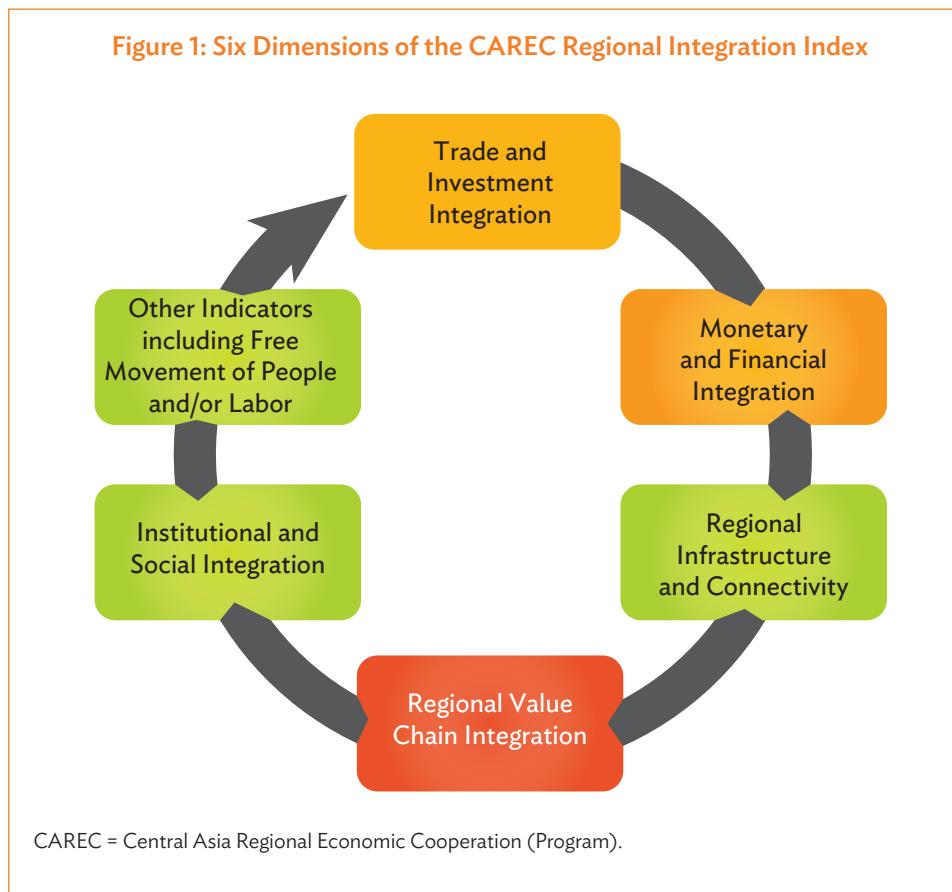 Figure 1: Six Dimensions of the CAREC Regional Integration Index
Trade and
Investment
Integration
Monetary
and Financial
Integration
Regional
Infrastructure
and Connectivity
Regional Value
Chain Integration
Institutional and
Social Integration
Other Indicators
including Free
Movement of People
and/or Labor
CAREC = Central Asia Regional Economic Cooperation (Program).